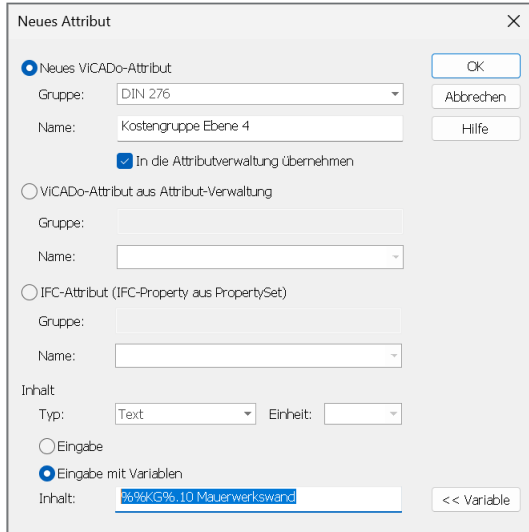 Neues Attribut
Neues ViCADo-Attribut
OK
Gruppe: DIN 276
Abbrechen
Name: Kostengruppe Ebene 4
Hilfe
In die Attributverwaltung übernehmen
ViCADo-Attribut aus Attribut-Verwaltung
Gruppe:
Name:
IFC-Attribut (IFC-Property aus PropertySet)
Gruppe:
Name:
Inhalt
Typ: Text Einheit:
Eingabe
Eingabe mit Variablen
Inhalt: %%KG%.10 Mauerwerkswand << Variable